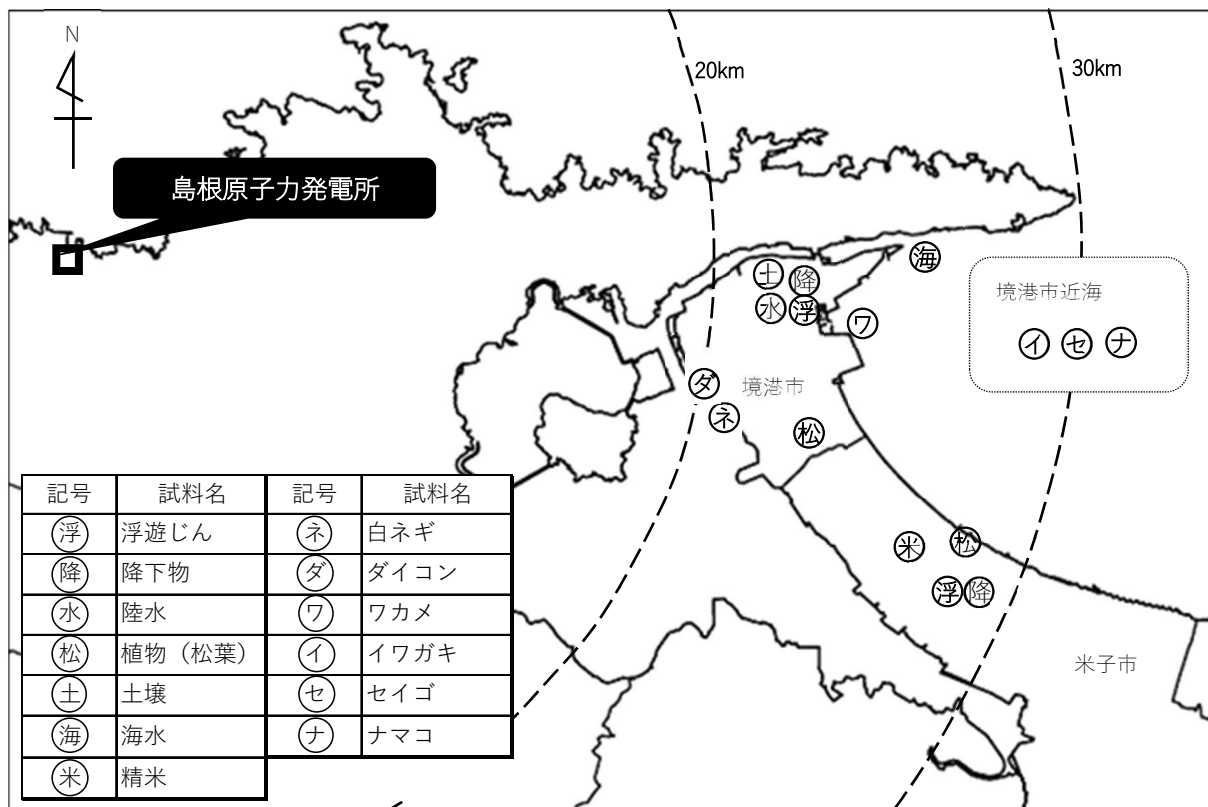 N
20km
30km
島根原子力発電所
海
土 降
水 浮
ワ
境港市近海
イ セ ナ
ダ
境港市
ネ
松
米 松
浮 降
米子市
記号 試料名 記号 試料名
浮 浮遊じん ネ 白ネギ
降 降下物 ダ ダイコン
水 陸水 ワ ワカメ
松 植物（松葉） イ イワガキ
土 土壌 セ セイゴ
海 海水 ナ ナマコ
米 精米